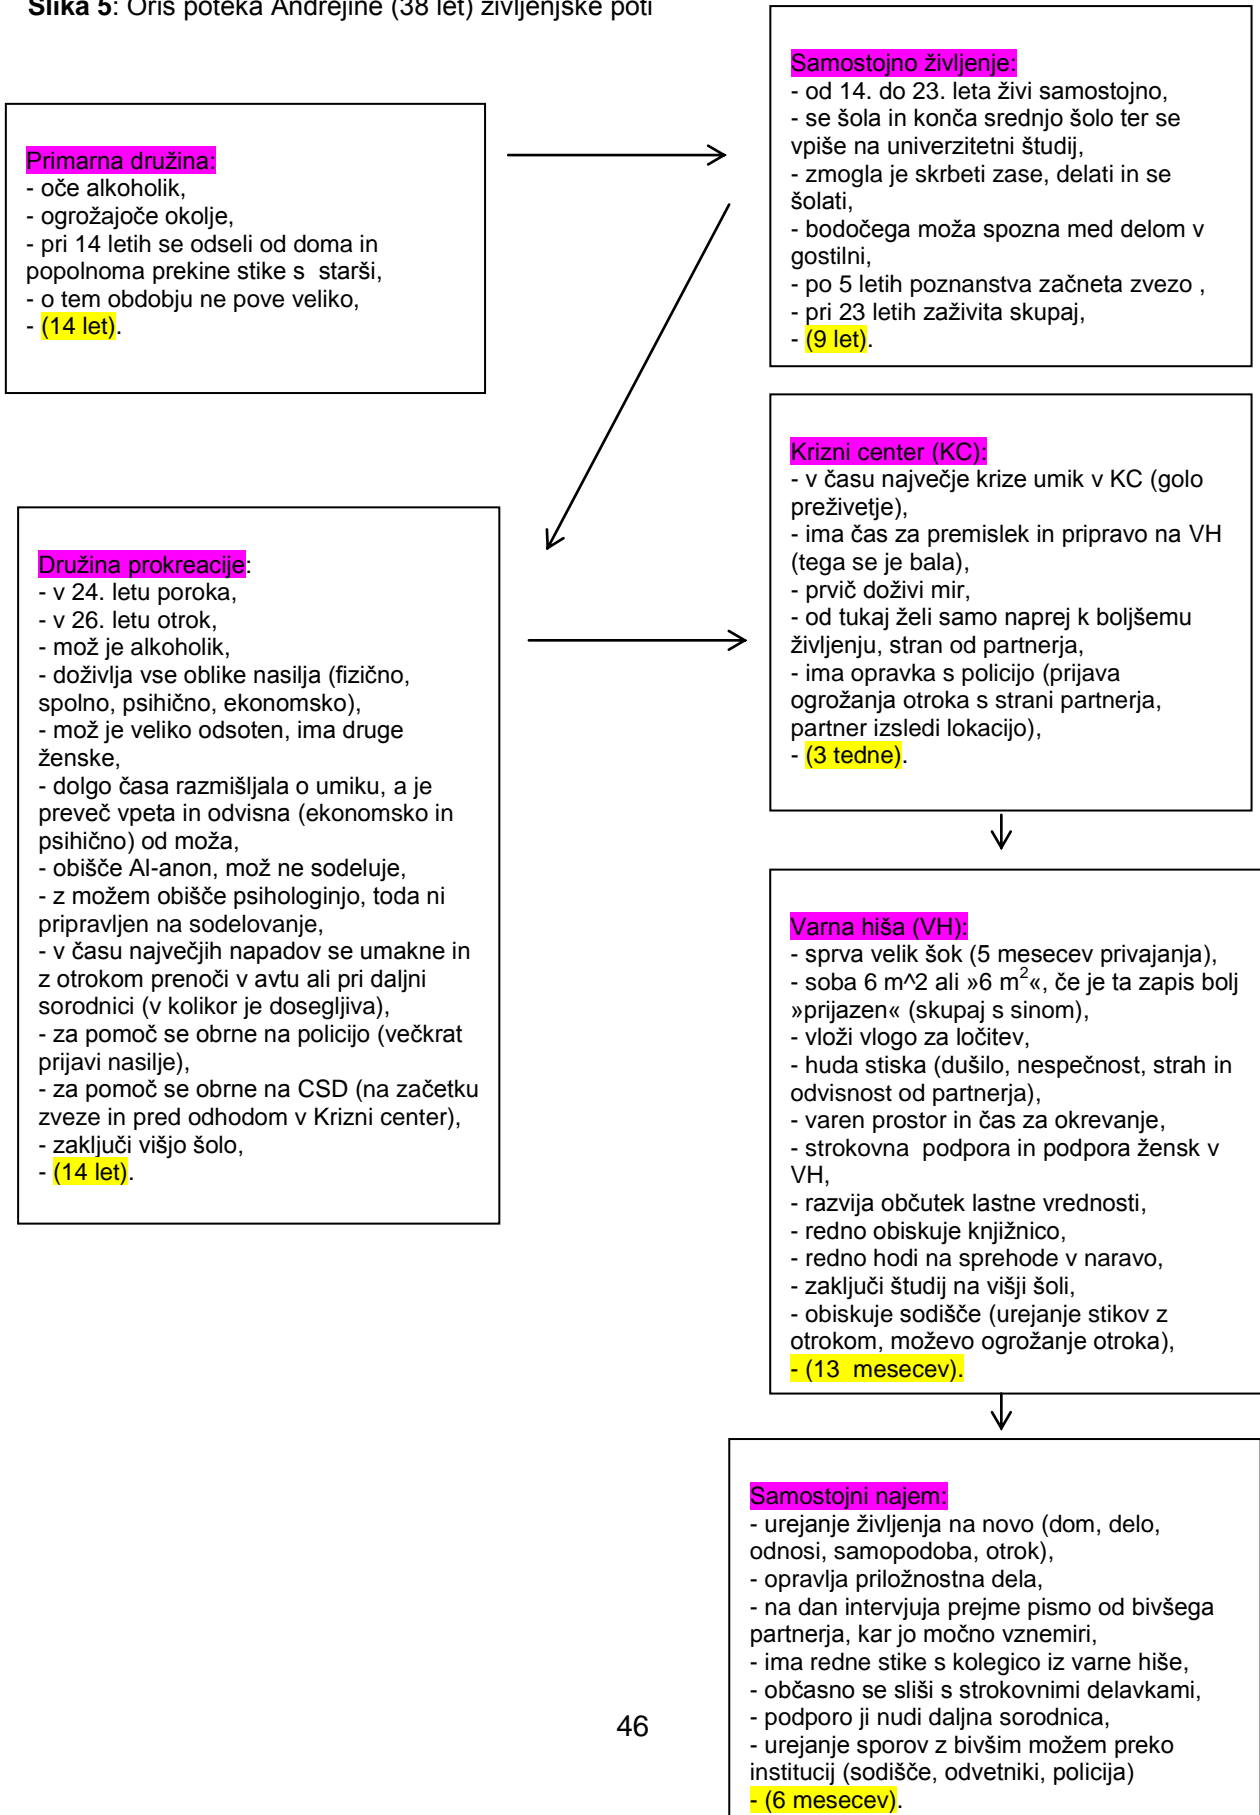 Slika 5: Oris poteka Andrejine (38 let) življenjske poti
Primarna družina:
- oče alkoholik,
- ogrožajoče okolje,
- pri 14 letih se odseli od doma in
popolnoma prekine stike s  starši,
- o tem obdobju ne pove veliko,
- (14 let).
Samostojno življenje:
- od 14. do 23. leta živi samostojno,
- se šola in konča srednjo šolo ter se
vpiše na univerzitetni študij,
- zmogla je skrbeti zase, delati in se
šolati,
- bodočega moža spozna med delom v
gostilni,
- po 5 letih poznanstva začneta zvezo ,
- pri 23 letih zaživita skupaj,
- (9 let).
Družina prokreacije:
- v 24. letu poroka,
- v 26. letu otrok,
- mož je alkoholik,
- doživlja vse oblike nasilja (fizično,
spolno, psihično, ekonomsko),
- mož je veliko odsoten, ima druge
ženske,
- dolgo časa razmišljala o umiku, a je
preveč vpeta in odvisna (ekonomsko in
psihično) od moža,
- obišče Al-anon, mož ne sodeluje,
- z možem obišče psihologinjo, toda ni
pripravljen na sodelovanje,
- v času največjih napadov se umakne in
z otrokom prenoči v avtu ali pri daljni
sorodnici (v kolikor je dosegljiva),
- za pomoč se obrne na policijo (večkrat
prijavi nasilje),
- za pomoč se obrne na CSD (na začetku
zveze in pred odhodom v Krizni center),
- zaključi višjo šolo,
- (14 let).
Krizni center (KC):
- v času največje krize umik v KC (golo
preživetje),
- ima čas za premislek in pripravo na VH
(tega se je bala),
- prvič doživi mir,
- od tukaj želi samo naprej k boljšemu
življenju, stran od partnerja,
- ima opravka s policijo (prijava
ogrožanja otroka s strani partnerja,
partner izsledi lokacijo),
- (3 tedne).
Varna hiša (VH):
- sprva velik šok (5 mesecev privajanja),
- soba 6 m^2 ali »6 m²«, če je ta zapis bolj
»prijazen« (skupaj s sinom),
- vloži vlogo za ločitev,
- huda stiska (dušilo, nespečnost, strah in
odvisnost od partnerja),
- varen prostor in čas za okrevanje,
- strokovna  podpora in podpora žensk v
VH,
- razvija občutek lastne vrednosti,
- redno obiskuje knjižnico,
- redno hodi na sprehode v naravo,
- zaključi študij na višji šoli,
- obiskuje sodišče (urejanje stikov z
otrokom, moževo ogrožanje otroka),
- (13  mesecev).
Samostojni najem:
- urejanje življenja na novo (dom, delo,
odnosi, samopodoba, otrok),
- opravlja priložnostna dela,
- na dan intervjuja prejme pismo od bivšega
partnerja, kar jo močno vznemiri,
- ima redne stike s kolegico iz varne hiše,
- občasno se sliši s strokovnimi delavkami,
- podporo ji nudi daljna sorodnica,
- urejanje sporov z bivšim možem preko
institucij (sodišče, odvetniki, policija)
- (6 mesecev).
46